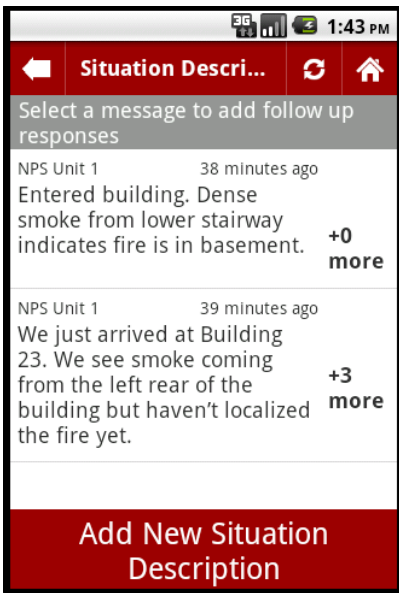 3G 1:43 PM
Situation Descri...
Select a message to add follow up
responses
NPS Unit 1 38 minutes ago
Entered building. Dense
smoke from lower stairway
indicates fire is in basement.
+0
more
NPS Unit 1 39 minutes ago
We just arrived at Building
23. We see smoke coming
from the left rear of the
building but haven’t localized
the fire yet.
+3
more
Add New Situation
Description